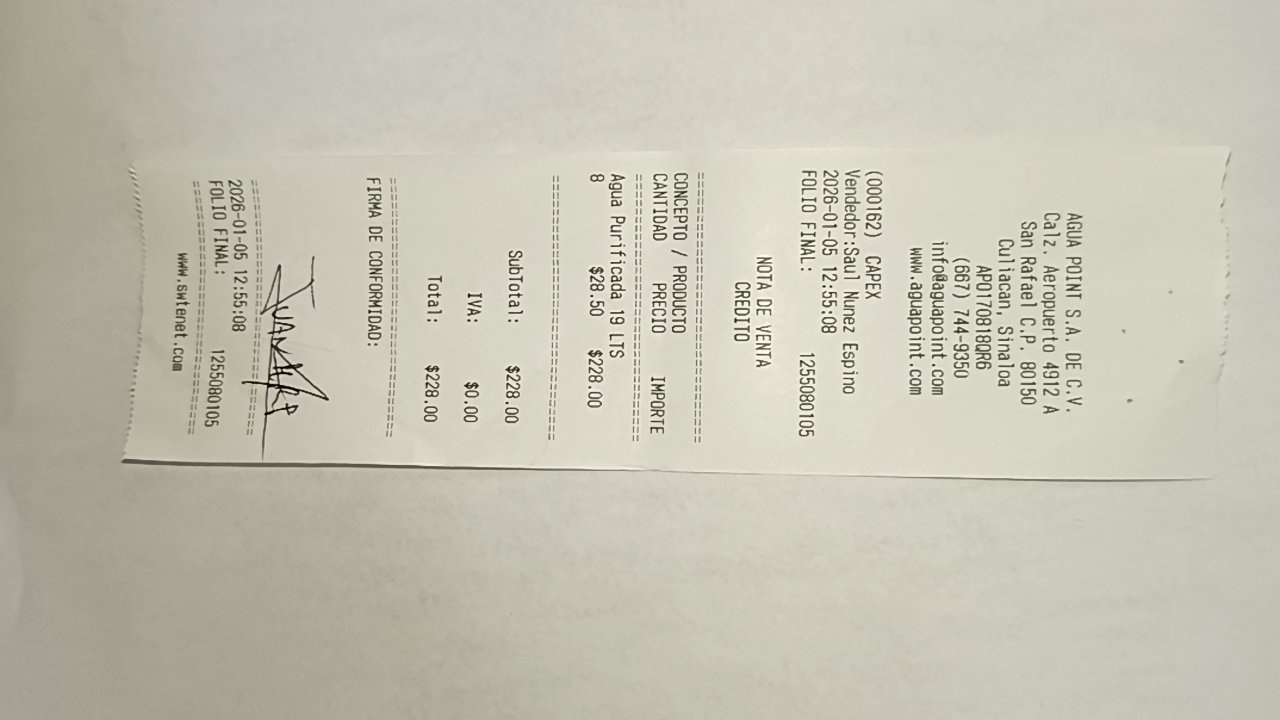 AGUA POINT S.A. DE C.V.
Calz. Aeropuerto 4912 A
San Rafael C.P. 80150
Culiacan, Sinaloa
APO170818QR6
(667) 744-9350
info@aguapoint.com
www.aguapoint.com
(000162) CAPEX
Vendedor:Saul Nunez Espino
2026-01-05 12:55:08
FOLIO FINAL: 1255080105
NOTA DE VENTA
CREDITO
==============================
CONCEPTO / PRODUCTO
CANTIDAD PRECIO IMPORTE
==============================
Agua Purificada 19 LTS
8 $28.50 $228.00
==============================
SubTotal: $228.00
IVA: $0.00
Total: $228.00
==============================
FIRMA DE CONFORMIDAD:
==============================
2026-01-05 12:55:08
FOLIO FINAL: 1255080105
==============================
www.swtenet.com